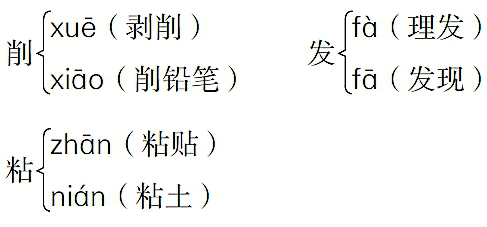 削 xuē（剥削）
xiāo（削铅笔）
发 fà（理发）
fā（发现）
粘 zhān（粘贴）
nián（粘土）